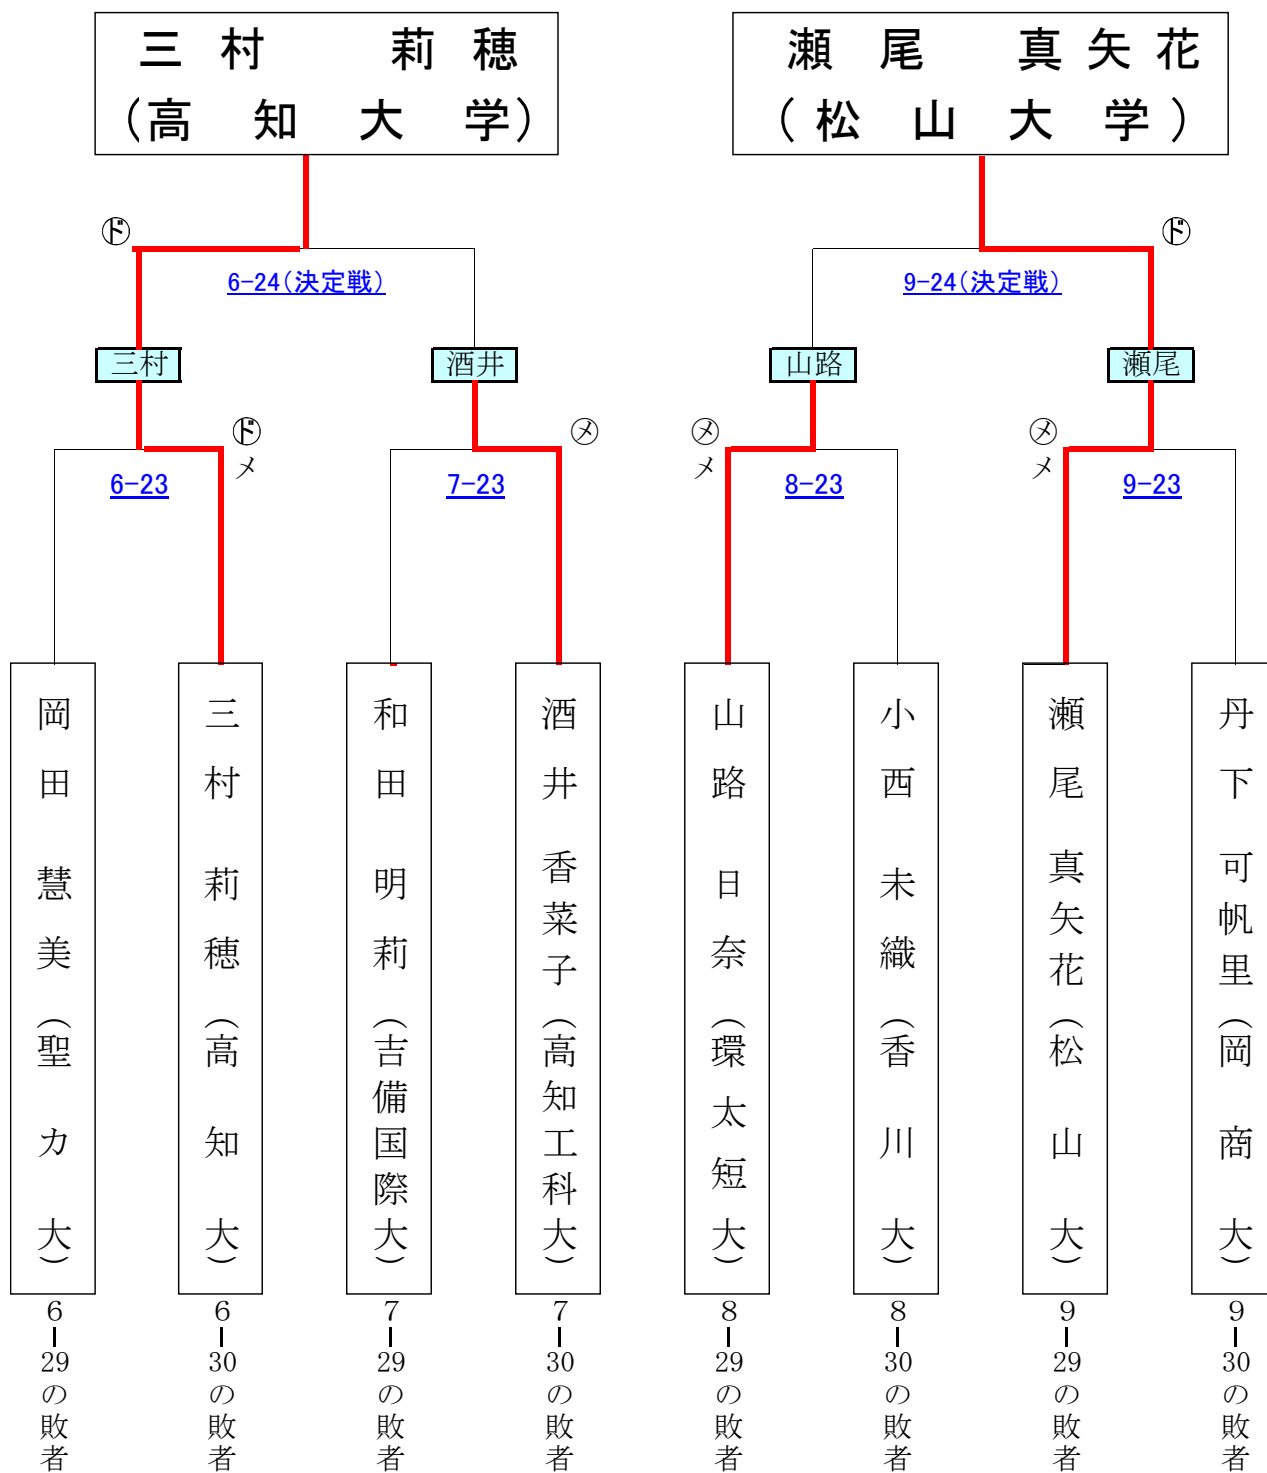 三村 莉穂
(高知大学)
瀬尾 真矢花
(松山大学)
㋣
㋣
6-24(決定戦)
9-24(決定戦)
三村
酒井
山路
瀬尾
メ
㋱
㋱
メ
㋱
メ
6-23
7-23
8-23
9-23
岡田 慧美(聖カ大)
三村 莉穂(高知大)
和田 明莉(吉備国際大)
酒井 香菜子(高知工科大)
山路 日奈(環太短大)
小西 未織(香川大)
瀬尾 真矢花(松山大)
丹下 可帆里(岡商大)
6-29の敗者
6-30の敗者
7-29の敗者
7-30の敗者
8-29の敗者
8-30の敗者
9-29の敗者
9-30の敗者